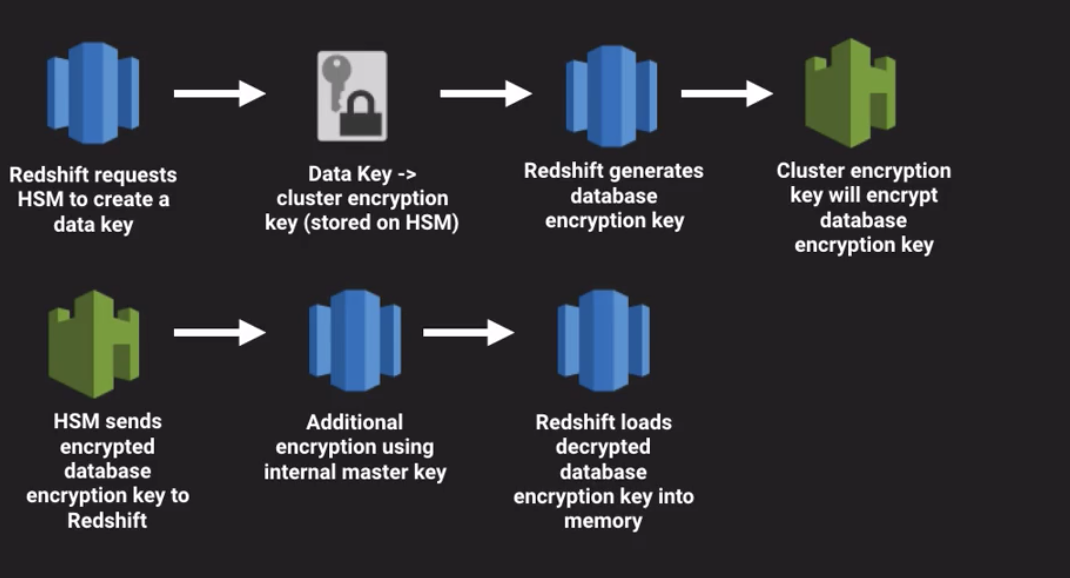 Redshift requests
HSM to create a
data key
Data Key ->
cluster encryption
key (stored on HSM)
Redshift generates
database
encryption key
Cluster encryption
key will encrypt
database
encryption key
HSM sends
encrypted
database
encryption key to
Redshift
Additional
encryption using
internal master key
Redshift loads
decrypted
database
encryption key into
memory